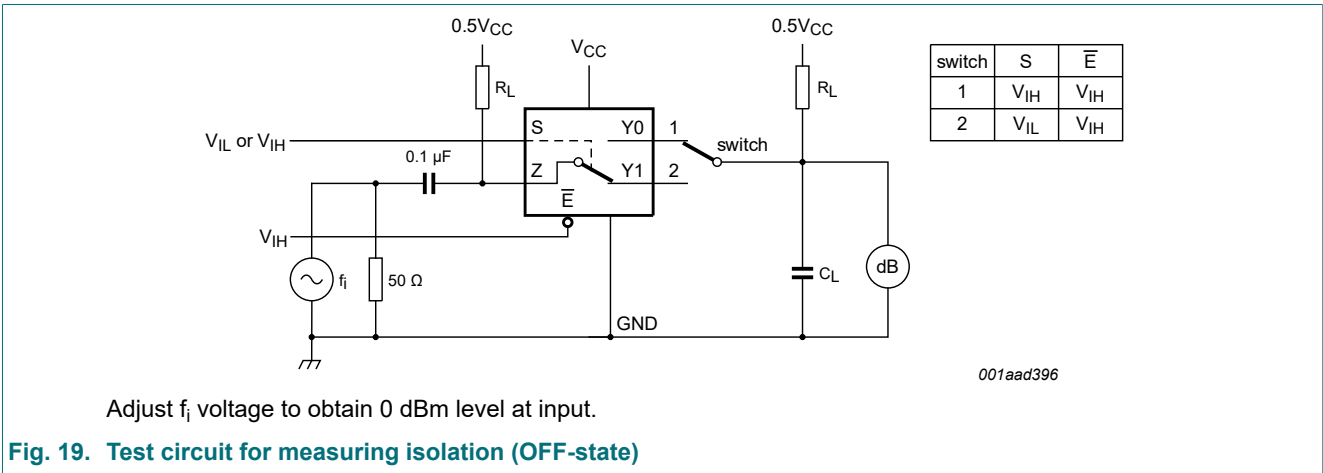 0.5VCC
VCC
0.5VCC
RL
RL
switch S E̅
1 VIH VIH
2 VIL VIH
VIL or VIH
S
Y0
1
switch
0.1 µF
Z
Y1
2
E̅
VIH
fi
50 Ω
CL
dB
GND
001aad396
Adjust fi voltage to obtain 0 dBm level at input.
Fig. 19. Test circuit for measuring isolation (OFF-state)